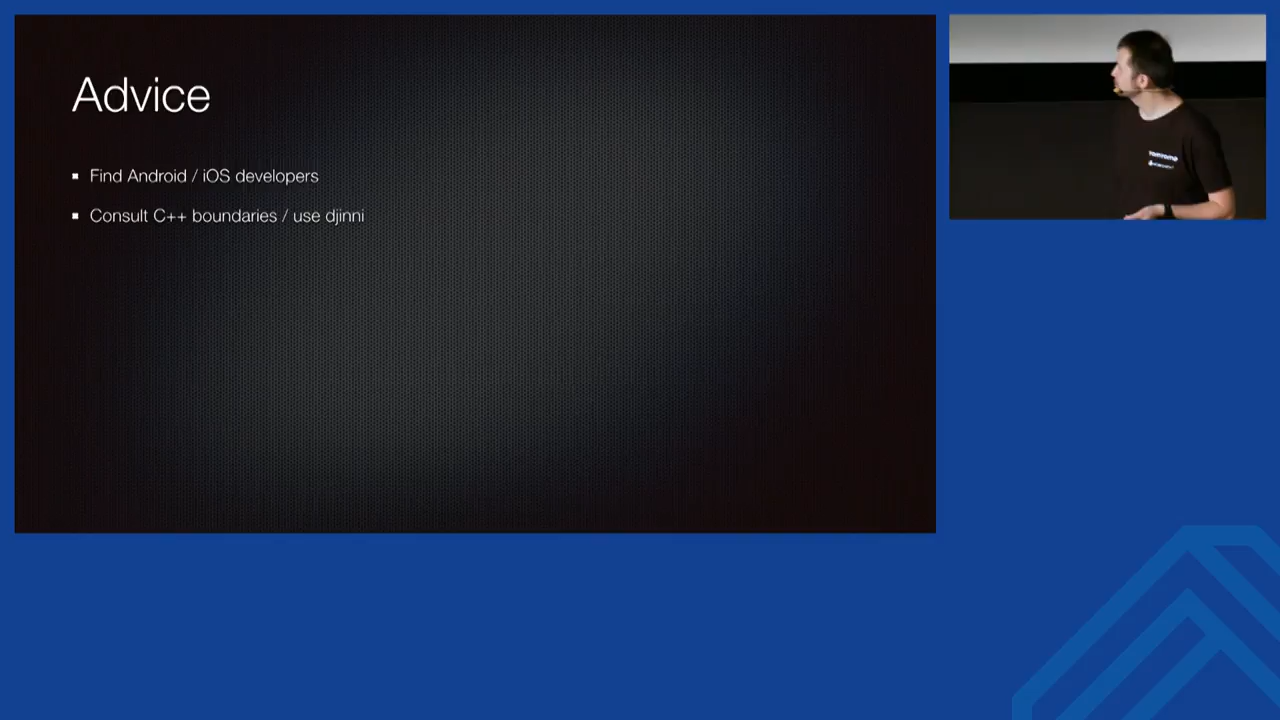 Advice
Find Android / iOS developers
Consult C++ boundaries / use djinni